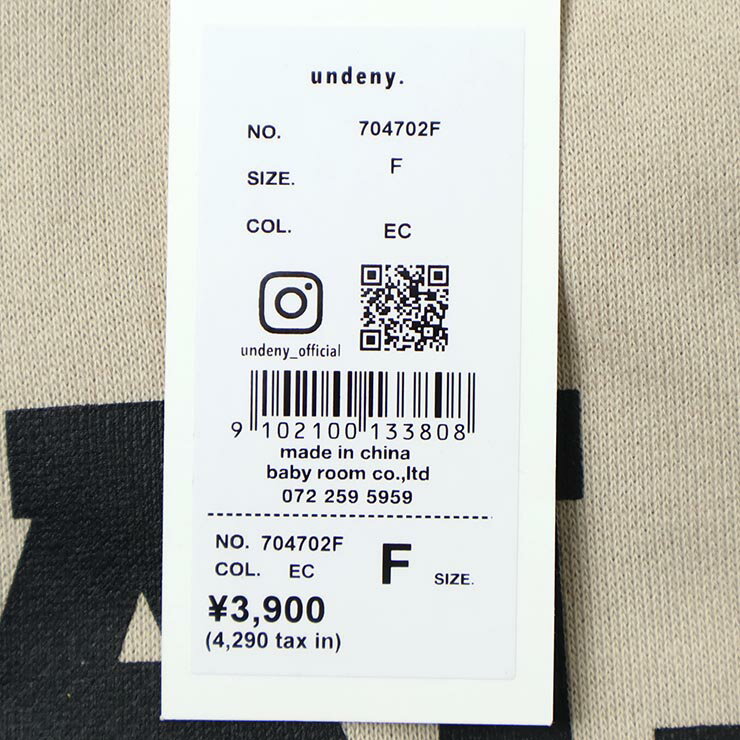 undeny.
NO. 704702F
SIZE. F
COL. EC
undeny_official
9 102100 133808
made in china
baby room co.,ltd
072 259 5959
NO. 704702F
COL. EC F SIZE.
¥3,900
(4,290 tax in)